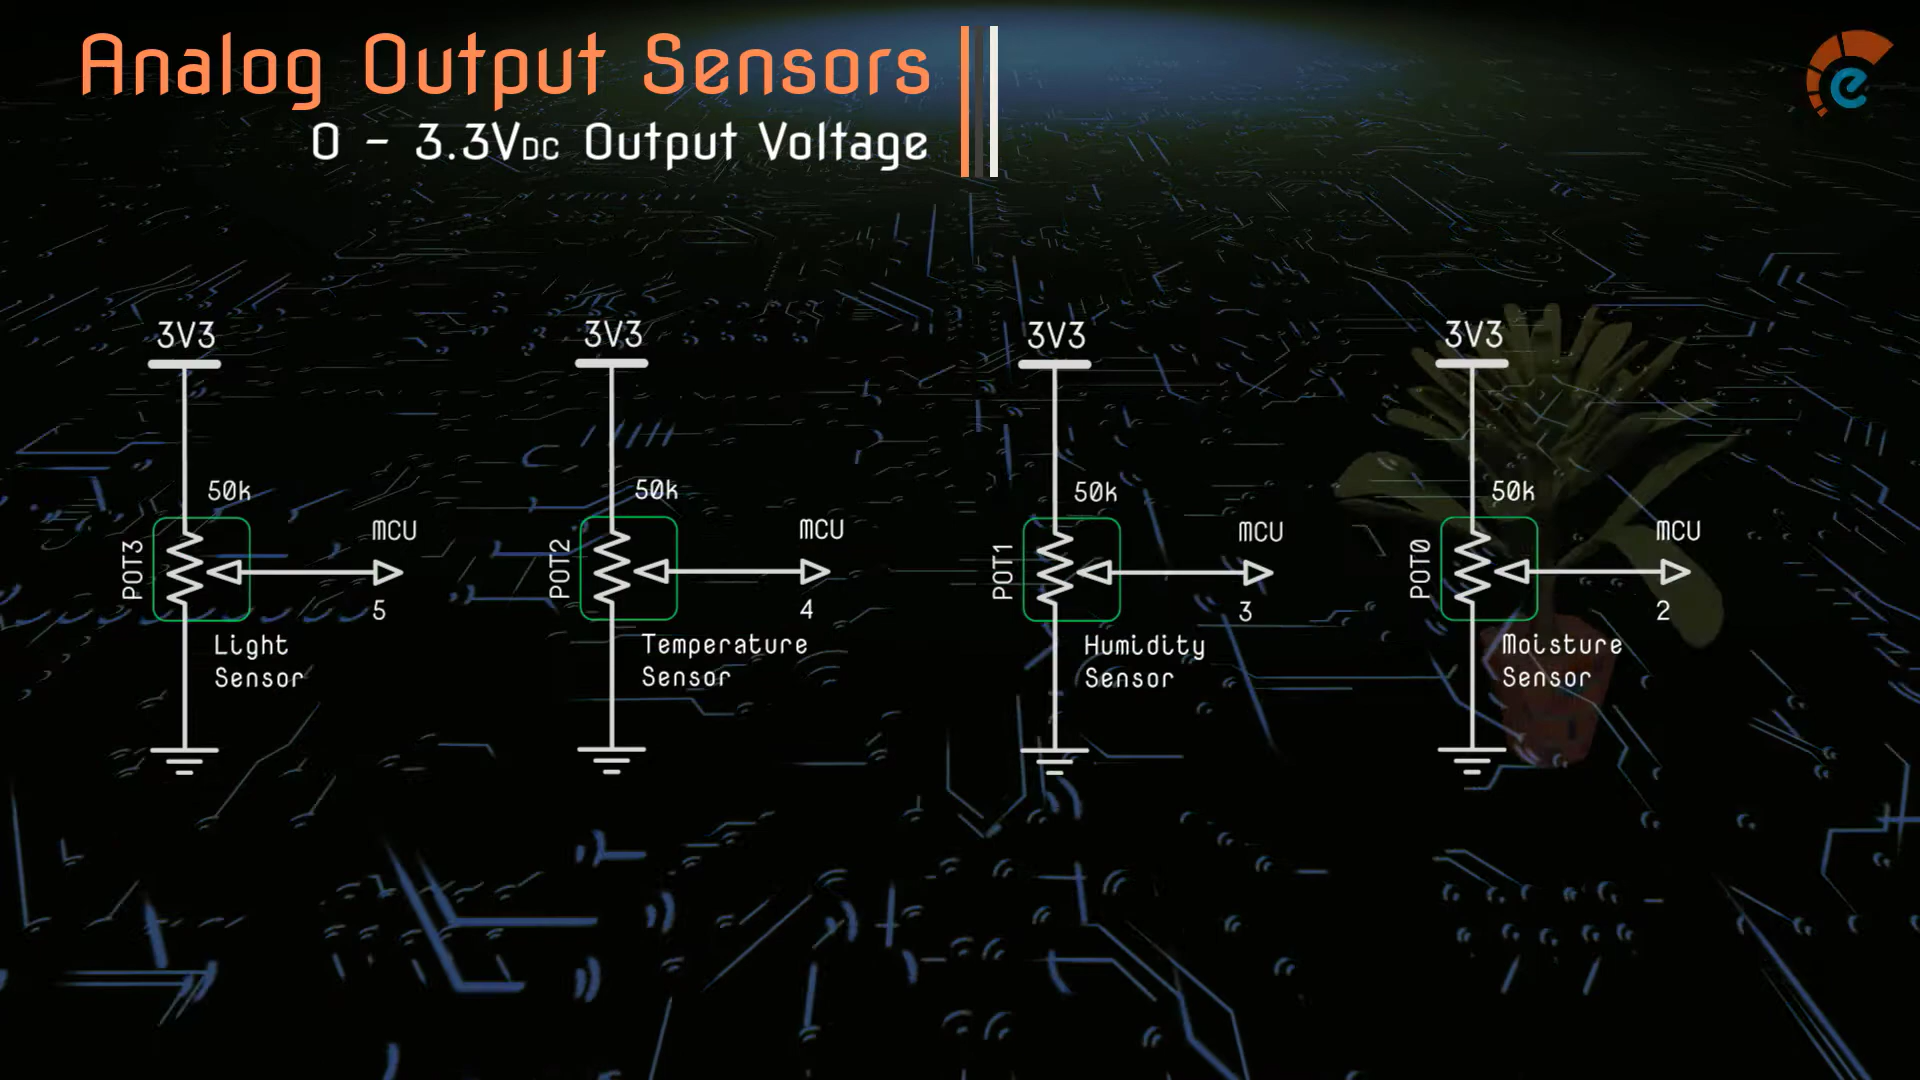 Analog Output Sensors
0 - 3.3VDC Output Voltage
e
3V3
50k
POT3
MCU
5
Light
Sensor
3V3
50k
POT2
MCU
4
Temperature
Sensor
3V3
50k
POT1
MCU
3
Humidity
Sensor
3V3
50k
POT0
MCU
2
Moisture
Sensor